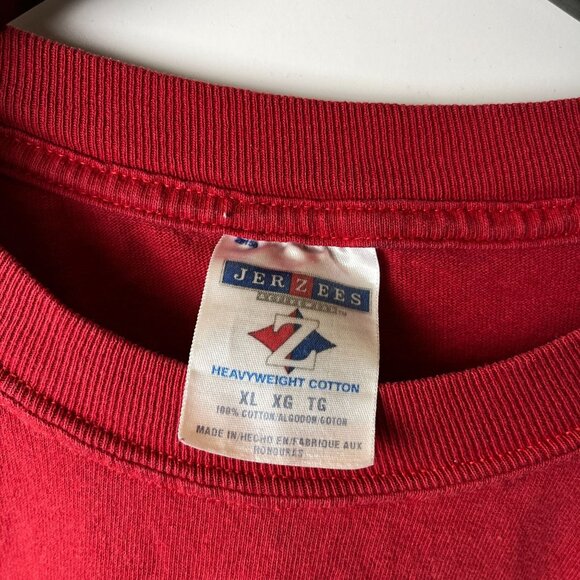 JERZEES
Z
HEAVYWEIGHT COTTON
XL XG TG
100% COTTON/ALGODON/COTON
MADE IN/HECHO EN/FABRIQUE AUX
HONDURAS